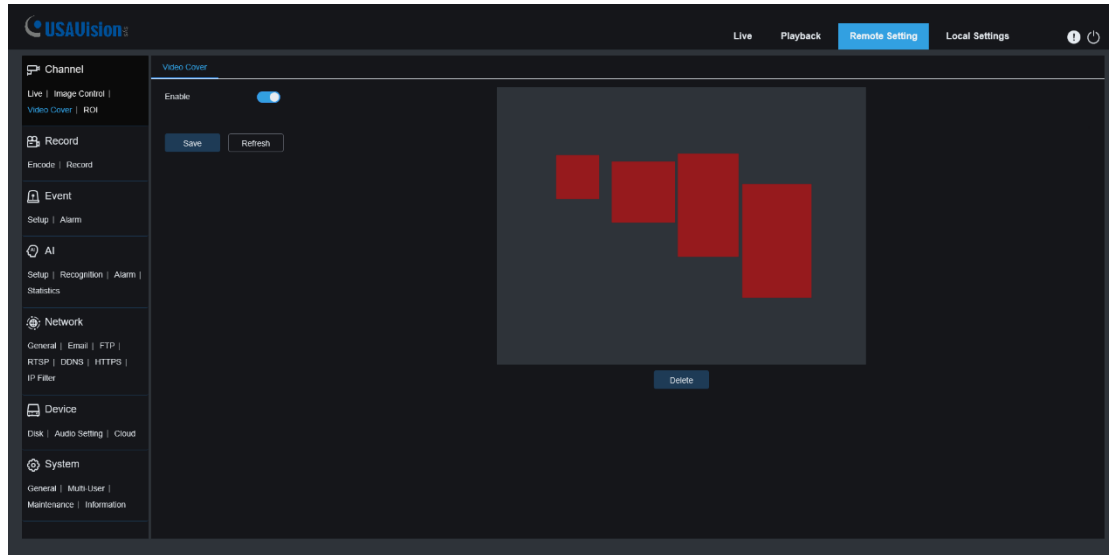 USAVision
Live Playback Remote Setting Local Settings
Channel
Live | Image Control |
Video Cover | ROI
Video Cover
Enable
Save Refresh
Record
Encode | Record
Event
Setup | Alarm
AI
Setup | Recognition | Alarm |
Statistics
Network
General | Email | FTP |
RTSP | DDNS | HTTPS |
IP Filter
Delete
Device
Disk | Audio Setting | Cloud
System
General | Multi-User |
Maintenance | Information